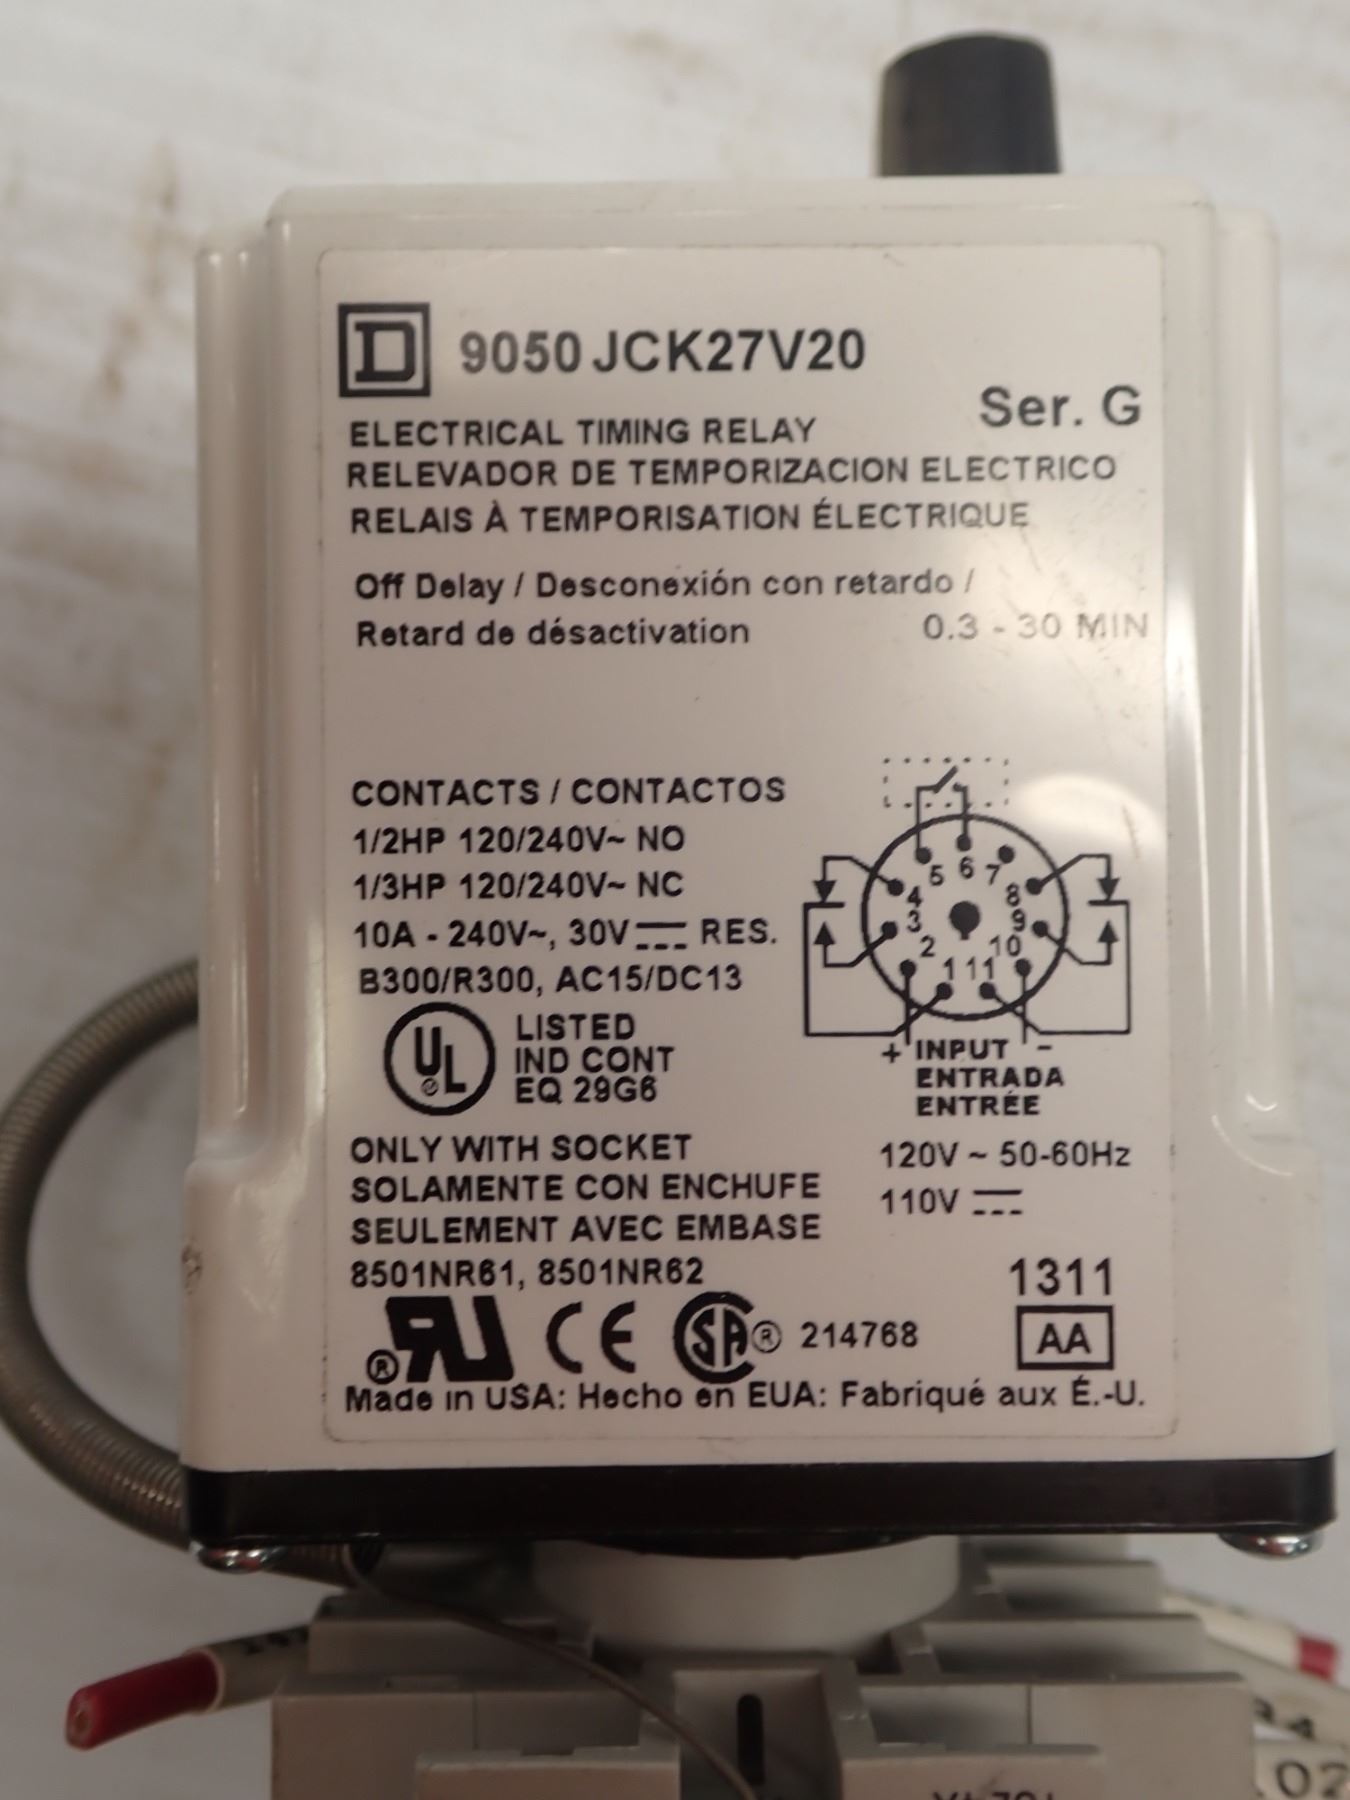 D 9050 JCK27V20
Ser. G
ELECTRICAL TIMING RELAY
RELEVADOR DE TEMPORIZACION ELECTRICO
RELAIS À TEMPORISATION ÉLECTRIQUE
Off Delay / Desconexión con retardo /
Retard de désactivation 0.3 - 30 MIN
CONTACTS / CONTACTOS
1/2HP 120/240V~ NO
1/3HP 120/240V~ NC
10A - 240V~, 30V⎓ RES.
B300/R300, AC15/DC13
5 6 7
4 8
3 9
2 10
1 11
+ INPUT -
ENTRADA
ENTRÉE
UL LISTED
IND CONT
EQ 29G6
ONLY WITH SOCKET
SOLAMENTE CON ENCHUFE
SEULEMENT AVEC EMBASE
8501NR61, 8501NR62
120V ~ 50-60Hz
110V ⎓
1311
AA
RU® CE SA® 214768
Made in USA: Hecho en EUA: Fabriqué aux É.-U.